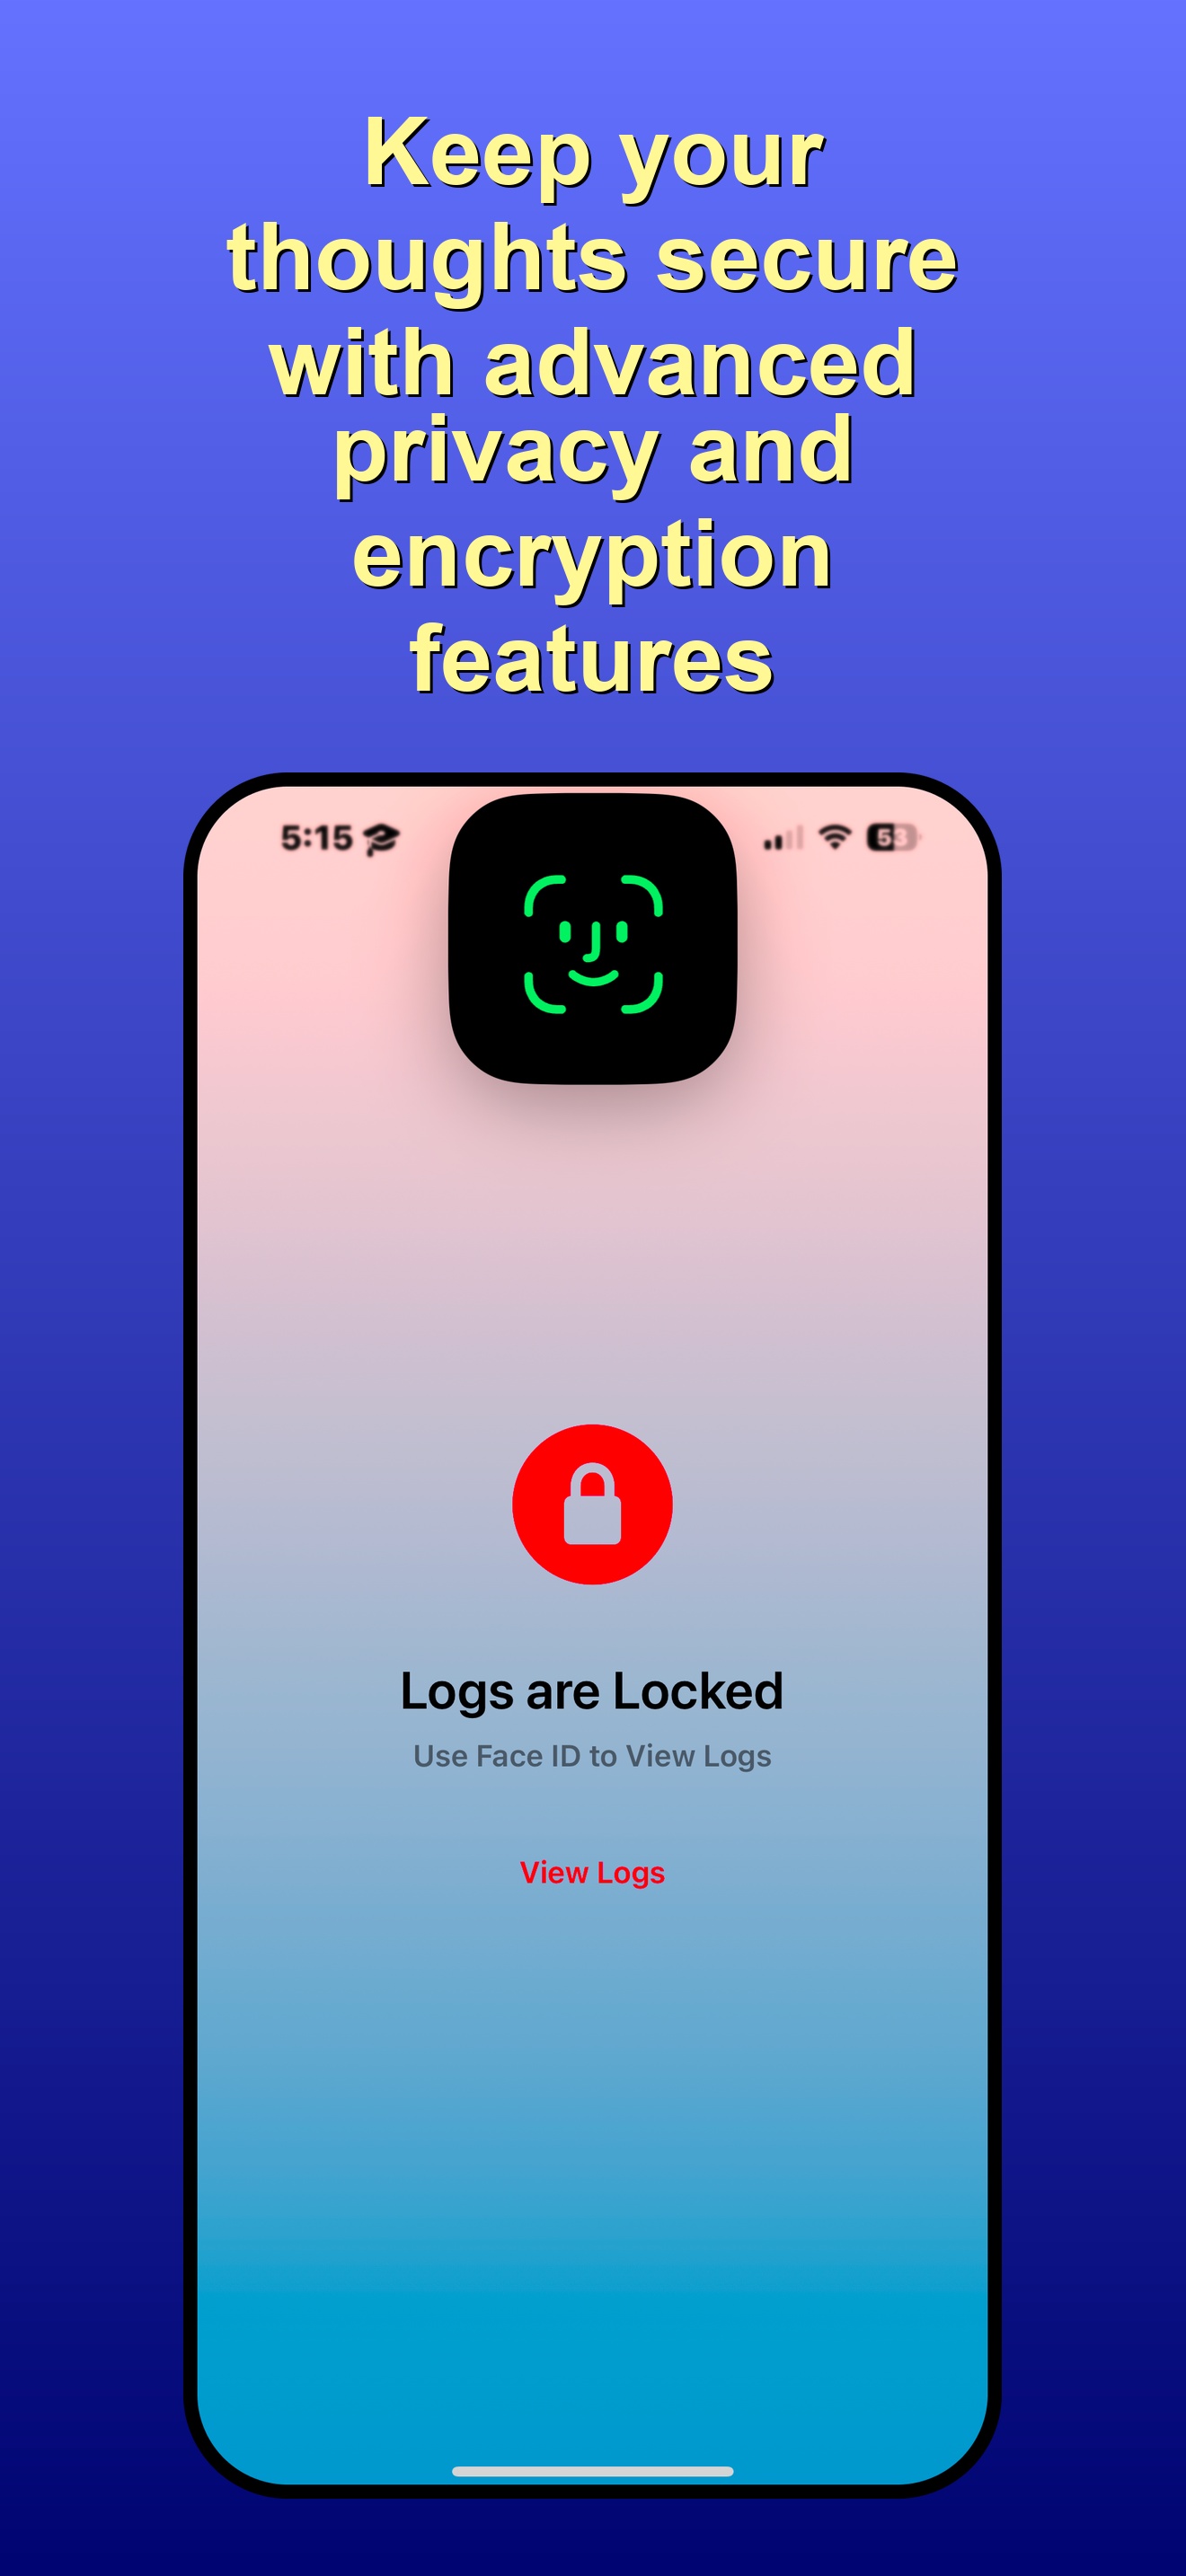 Keep your
thoughts secure
with advanced
privacy and
encryption
features
5:15 53
Logs are Locked
Use Face ID to View Logs
View Logs